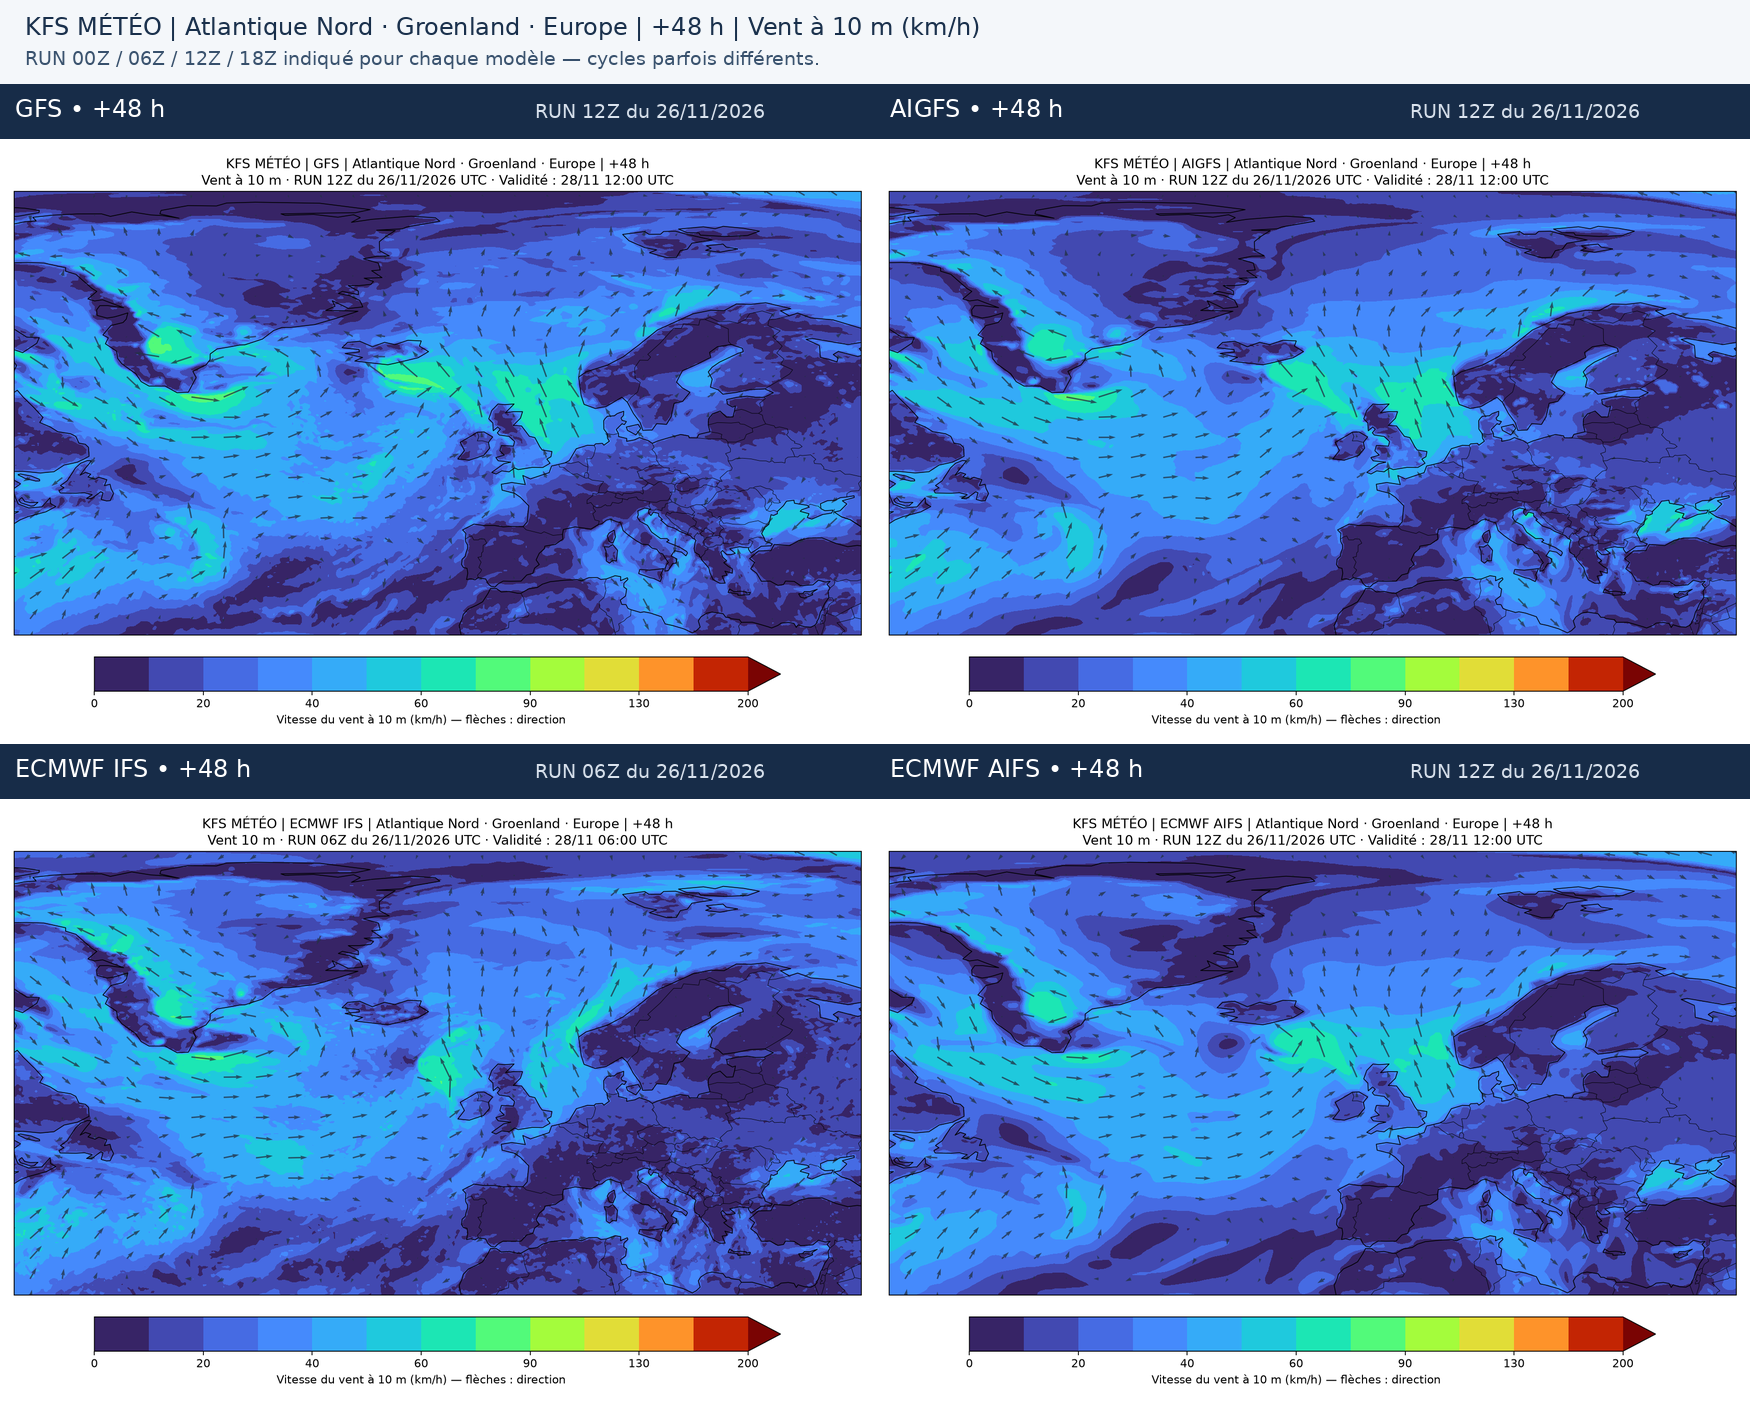 KFS MÉTÉO | Atlantique Nord · Groenland · Europe | +48 h | Vent à 10 m (km/h)
RUN 00Z / 06Z / 12Z / 18Z indiqué pour chaque modèle — cycles parfois différents.
GFS • +48 h
RUN 12Z du 26/11/2026
AIGFS • +48 h
RUN 12Z du 26/11/2026
KFS MÉTÉO | GFS | Atlantique Nord · Groenland · Europe | +48 h
Vent à 10 m · RUN 12Z du 26/11/2026 UTC · Validité : 28/11 12:00 UTC
KFS MÉTÉO | AIGFS | Atlantique Nord · Groenland · Europe | +48 h
Vent à 10 m · RUN 12Z du 26/11/2026 UTC · Validité : 28/11 12:00 UTC
0 20 40 60 90 130 200
Vitesse du vent à 10 m (km/h) — flèches : direction
0 20 40 60 90 130 200
Vitesse du vent à 10 m (km/h) — flèches : direction
ECMWF IFS • +48 h
RUN 06Z du 26/11/2026
ECMWF AIFS • +48 h
RUN 12Z du 26/11/2026
KFS MÉTÉO | ECMWF IFS | Atlantique Nord · Groenland · Europe | +48 h
Vent 10 m · RUN 06Z du 26/11/2026 UTC · Validité : 28/11 06:00 UTC
KFS MÉTÉO | ECMWF AIFS | Atlantique Nord · Groenland · Europe | +48 h
Vent 10 m · RUN 12Z du 26/11/2026 UTC · Validité : 28/11 12:00 UTC
0 20 40 60 90 130 200
Vitesse du vent à 10 m (km/h) — flèches : direction
0 20 40 60 90 130 200
Vitesse du vent à 10 m (km/h) — flèches : direction